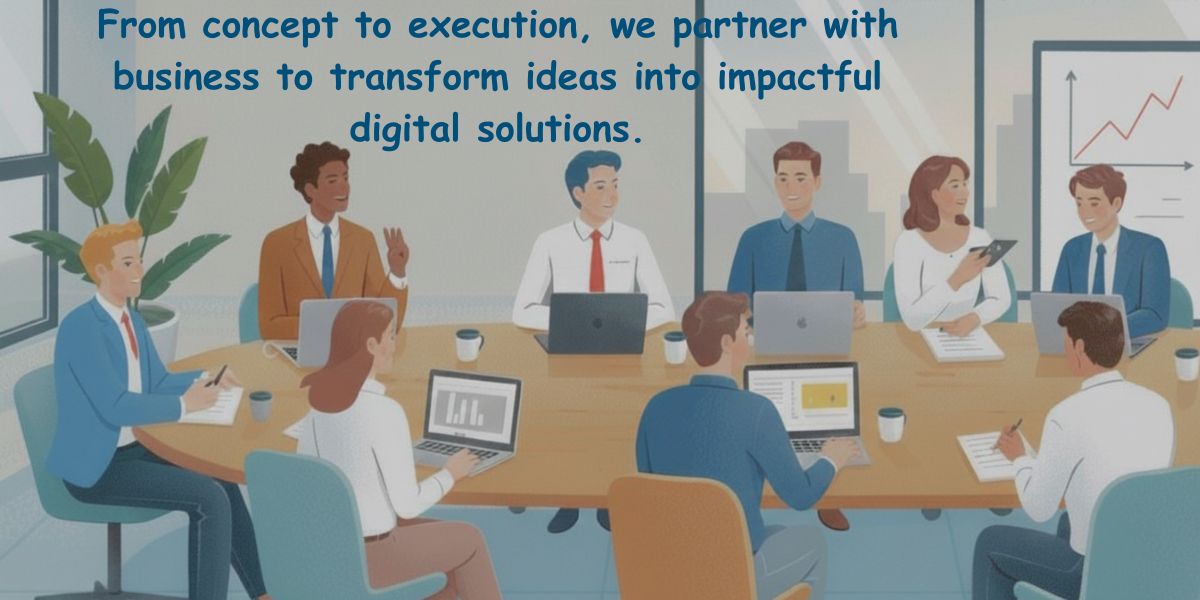 From concept to execution, we partner with
business to transform ideas into impactful
digital solutions.